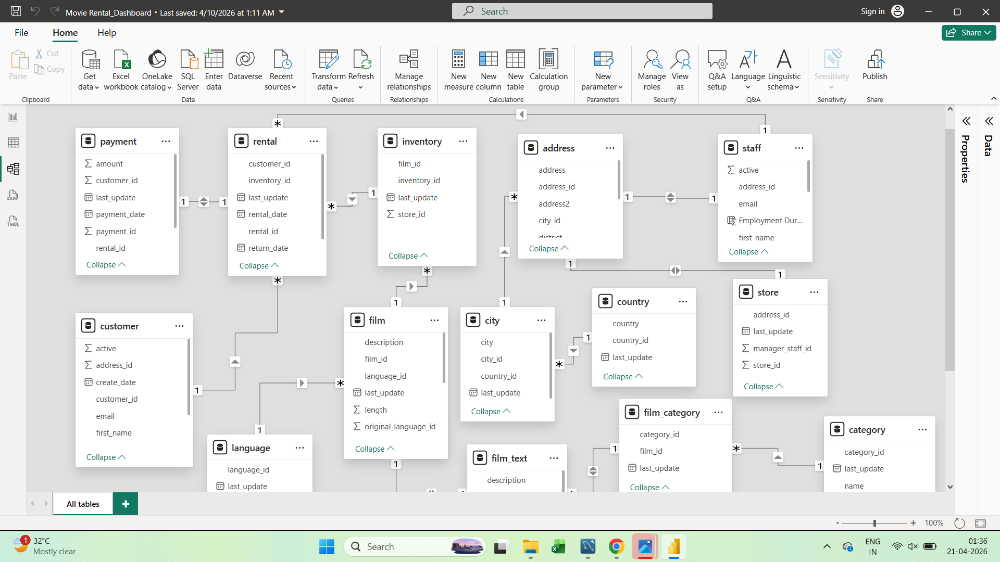 Movie Rental_Dashboard • Last saved: 4/10/2026 at 1:11 AM
Search
Sign in
File
Home
Help
Share
Paste
Cut
Copy
Clipboard
Get data
Excel workbook
OneLake catalog
SQL Server
Enter data
Dataverse
Recent sources
Data
Transform data
Refresh
Queries
Manage relationships
Relationships
New measure
New column
New table
Calculation group
Calculations
New parameter
Parameters
Manage roles
View as
Security
Q&A setup
Language
Linguistic schema
Q&A
Sensitivity
Sensitivity
Publish
Share
DAX
TMDL
payment
amount
customer_id
last_update
payment_date
payment_id
rental_id
Collapse
rental
customer_id
inventory_id
last_update
rental_date
rental_id
return_date
Collapse
inventory
film_id
inventory_id
last_update
store_id
Collapse
address
address
address_id
address2
city_id
district
Collapse
staff
active
address_id
email
Employment Dur...
first_name
Collapse
customer
active
address_id
create_date
customer_id
email
first_name
Collapse
film
description
film_id
language_id
last_update
length
original_language_id
Collapse
city
city
city_id
country_id
last_update
Collapse
country
country
country_id
last_update
Collapse
store
address_id
last_update
manager_staff_id
store_id
Collapse
language
language_id
last_update
film_text
description
film_category
category_id
film_id
last_update
Collapse
category
category_id
last_update
name
1
1
*
1
*
1
*
1
1
1
1
*
1
*
1
*
1
1
*
1
*
1
1
1
*
1
Properties
Data
All tables
+
- + 100%
1
32°C
Mostly clear
Search
ENG
IN
01:36
21-04-2026